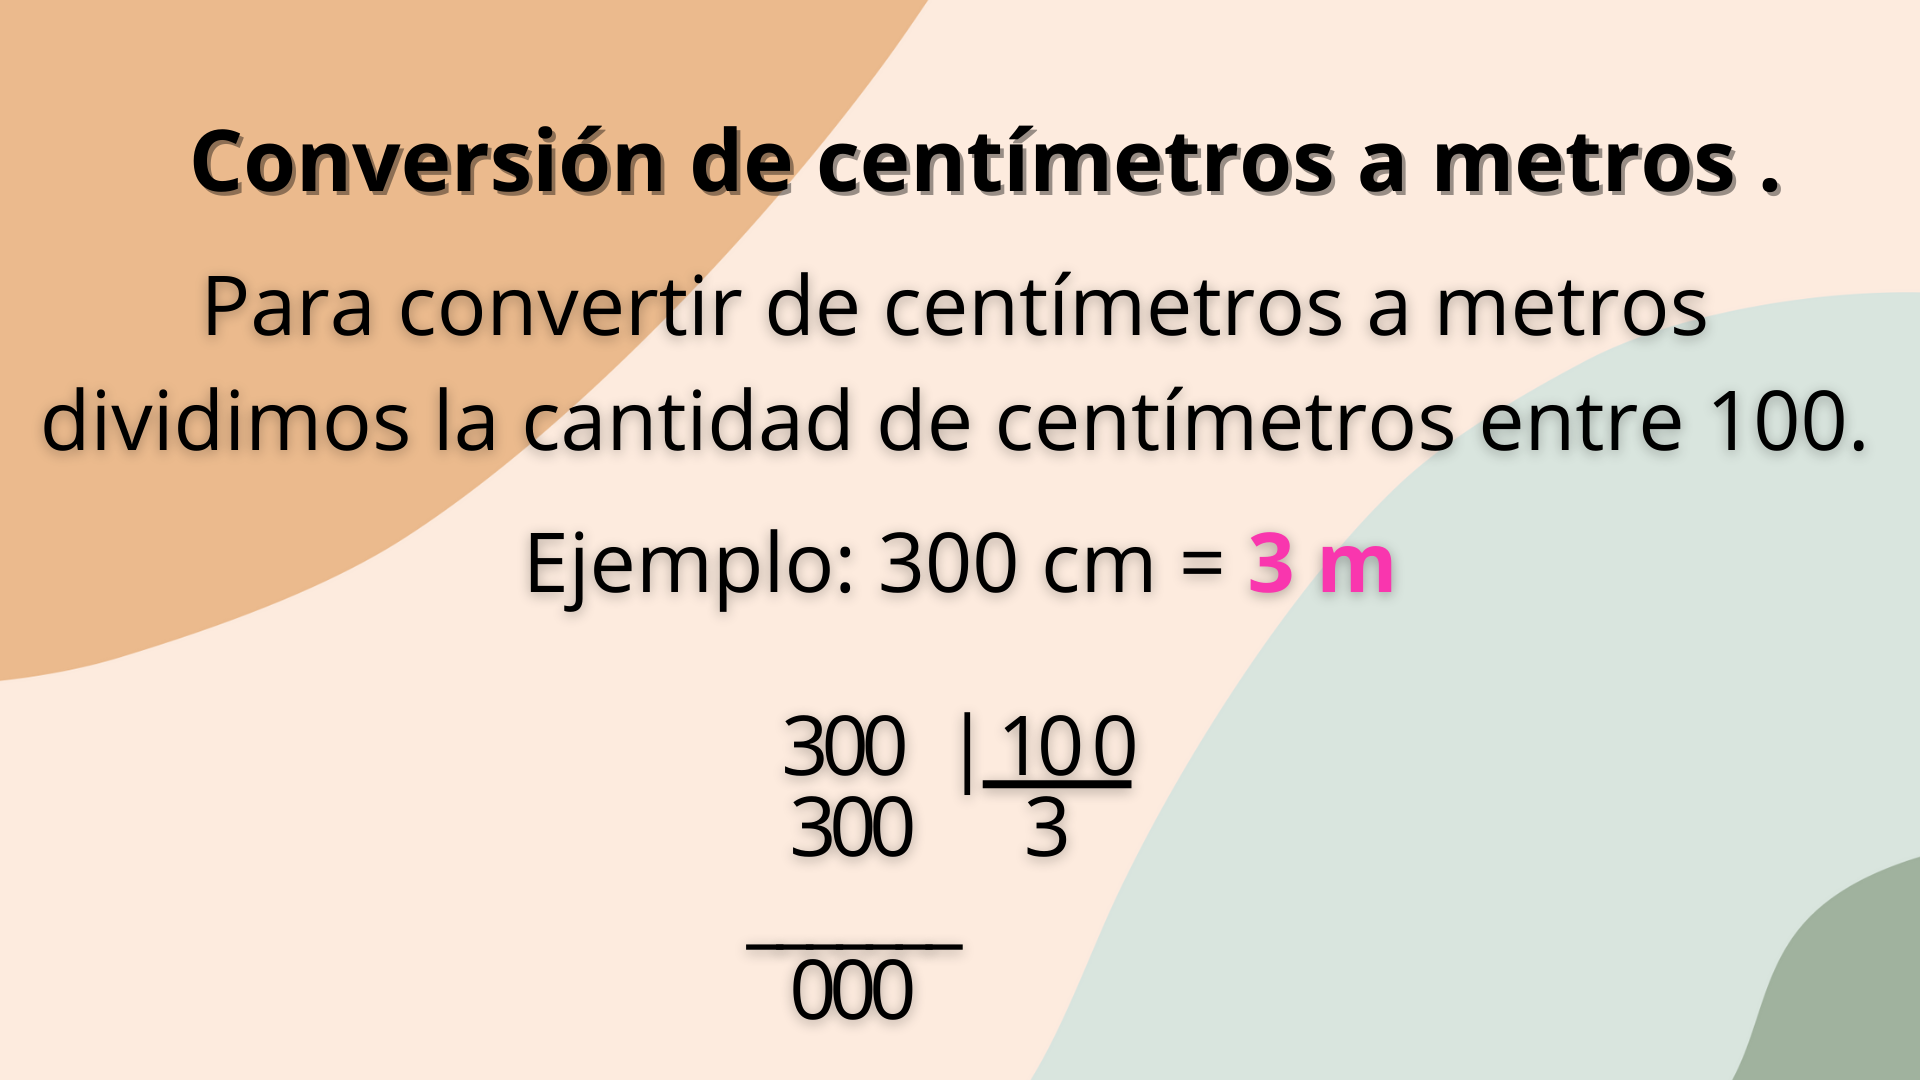 Conversión de centímetros a metros .
Para convertir de centímetros a metros
dividimos la cantidad de centímetros entre 100.
Ejemplo: 300 cm = 3 m
300 | 100
300 3
_______
000